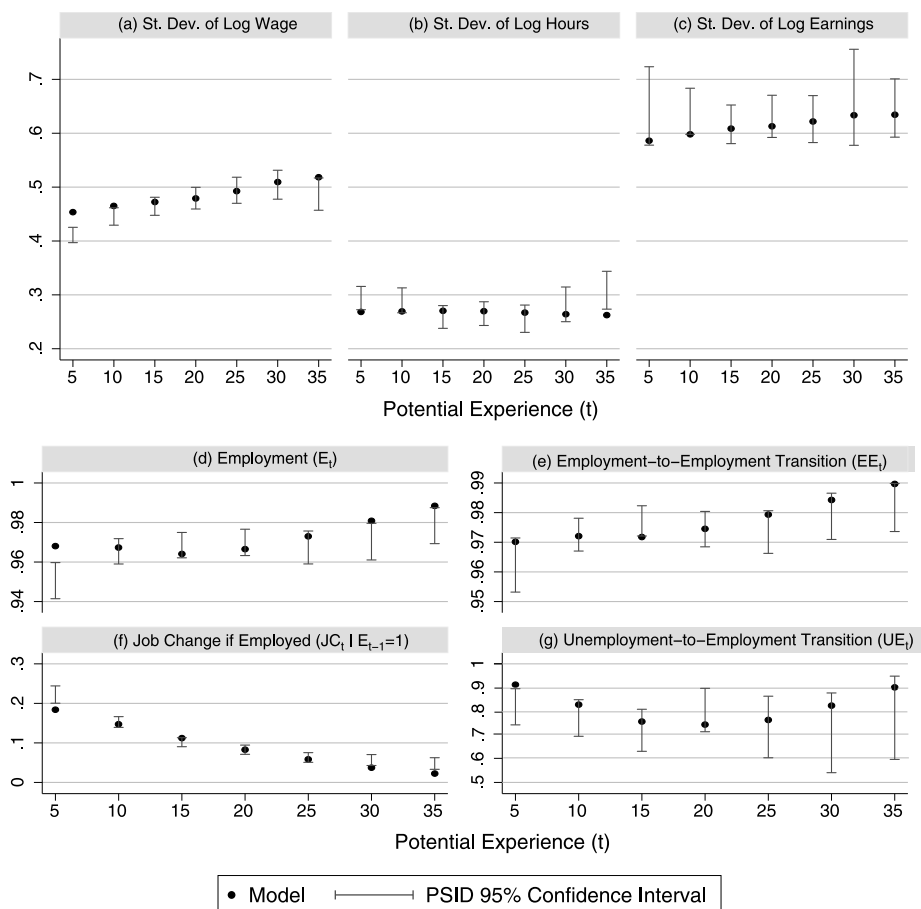 (a) St. Dev. of Log Wage
(b) St. Dev. of Log Hours
(c) St. Dev. of Log Earnings
.7
.6
.5
.4
.3
.2
5 10 15 20 25 30 35
5 10 15 20 25 30 35
5 10 15 20 25 30 35
Potential Experience (t)
(d) Employment (Et)
1
.98
.96
.94
(e) Employment−to−Employment Transition (EEt)
.99
.98
.97
.96
.95
(f) Job Change if Employed (JCt | Et−1=1)
.3
.2
.1
0
5 10 15 20 25 30 35
(g) Unemployment−to−Employment Transition (UEt)
1
.9
.8
.7
.6
.5
5 10 15 20 25 30 35
Potential Experience (t)
Model
PSID 95% Confidence Interval